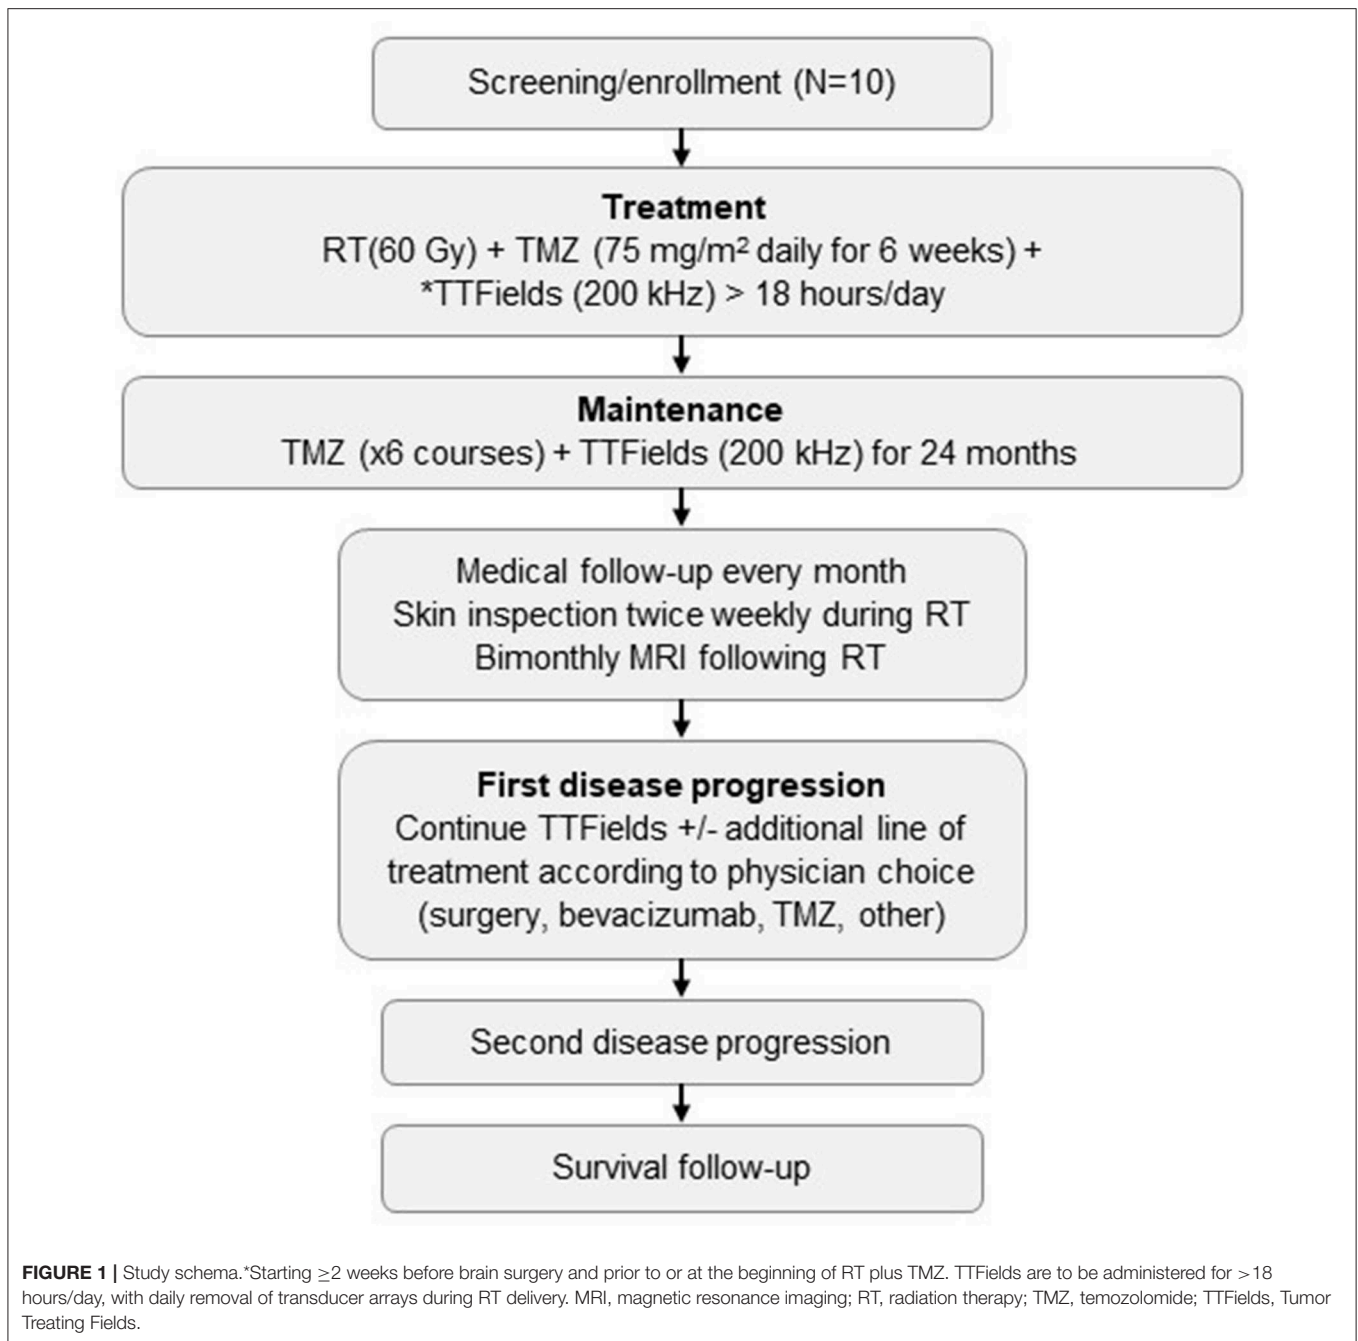 Screening/enrollment (N=10)
Treatment
RT(60 Gy) + TMZ (75 mg/m² daily for 6 weeks) +
*TTFields (200 kHz) > 18 hours/day
Maintenance
TMZ (x6 courses) + TTFields (200 kHz) for 24 months
Medical follow-up every month
Skin inspection twice weekly during RT
Bimonthly MRI following RT
First disease progression
Continue TTFields +/- additional line of
treatment according to physician choice
(surgery, bevacizumab, TMZ, other)
Second disease progression
Survival follow-up
FIGURE 1 | Study schema.*Starting ≥2 weeks before brain surgery and prior to or at the beginning of RT plus TMZ. TTFields are to be administered for >18
hours/day, with daily removal of transducer arrays during RT delivery. MRI, magnetic resonance imaging; RT, radiation therapy; TMZ, temozolomide; TTFields, Tumor
Treating Fields.